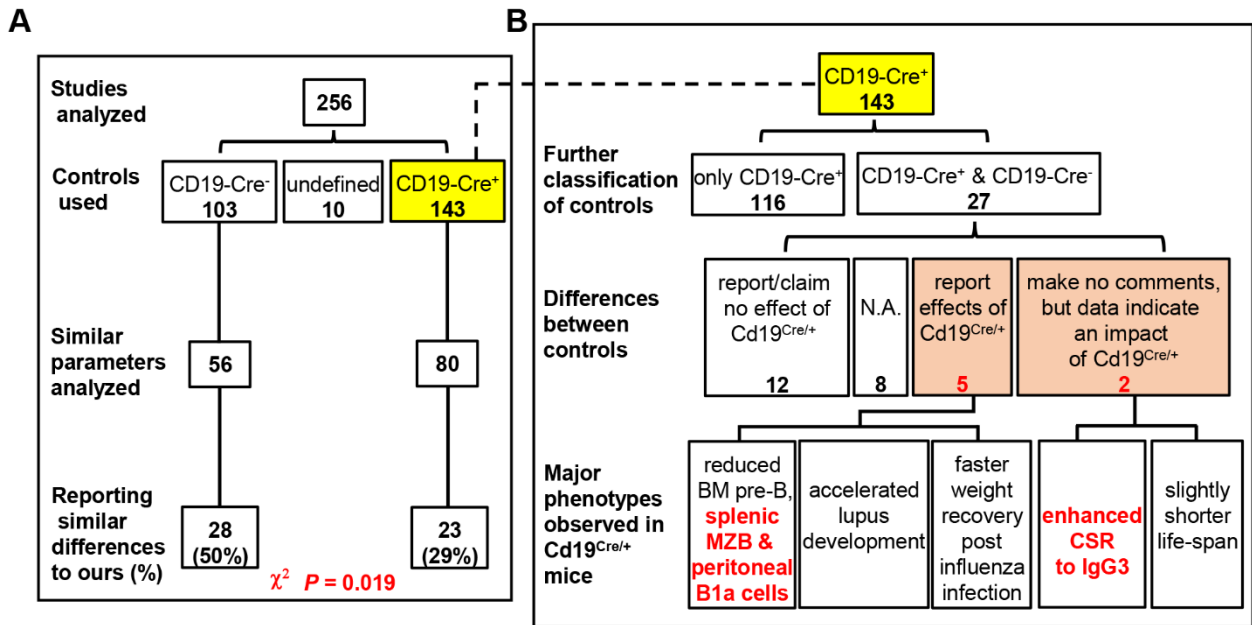 A
Studies
analyzed
256
Controls
used
CD19-Cre⁻
103
undefined
10
CD19-Cre⁺
143
Similar
parameters
analyzed
56
80
Reporting
similar
differences
to ours (%)
28
(50%)
23
(29%)
χ² P = 0.019
B
CD19-Cre⁺
143
Further
classification
of controls
only CD19-Cre⁺
116
CD19-Cre⁺ & CD19-Cre⁻
27
Differences
between
controls
report/claim
no effect of
Cd19ᶜʳᵉ/⁺
12
N.A.
8
report
effects of
Cd19ᶜʳᵉ/⁺
5
make no comments,
but data indicate
an impact
of Cd19ᶜʳᵉ/⁺
2
Major
phenotypes
observed in
Cd19ᶜʳᵉ/⁺
mice
reduced
BM pre-B,
splenic
MZB &
peritoneal
B1a cells
accelerated
lupus
development
faster
weight
recovery
post
influenza
infection
enhanced
CSR
to IgG3
slightly
shorter
life-span